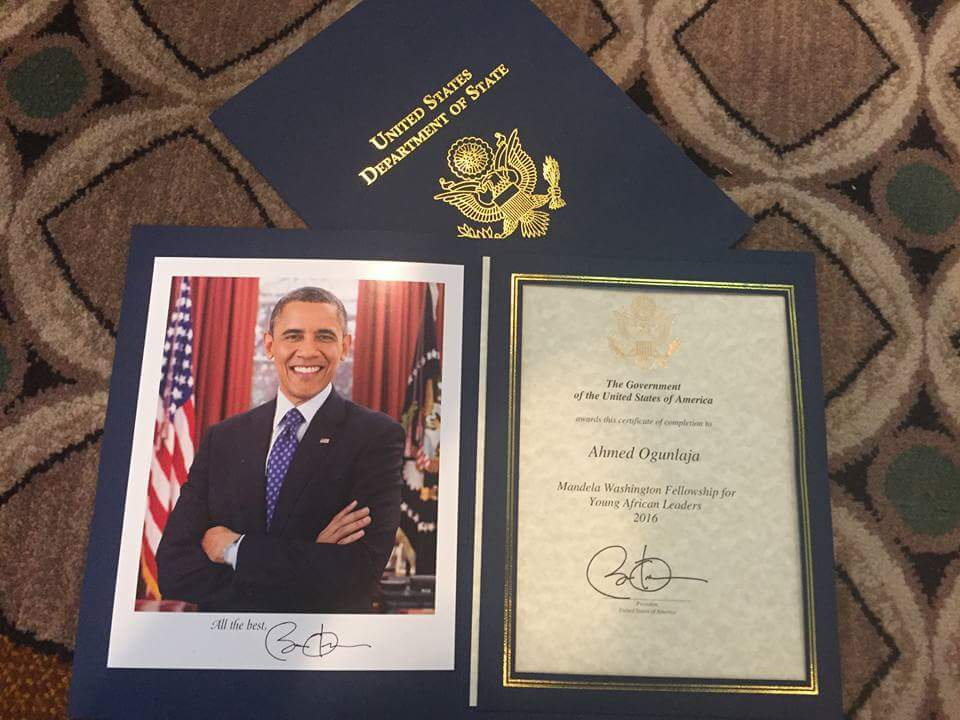 UNITED STATES
DEPARTMENT OF STATE
All the best,
The Government
of the United States of America
awards this certificate of completion to
Ahmed Ogunlaja
Mandela Washington Fellowship for
Young African Leaders
2016
President
United States of America